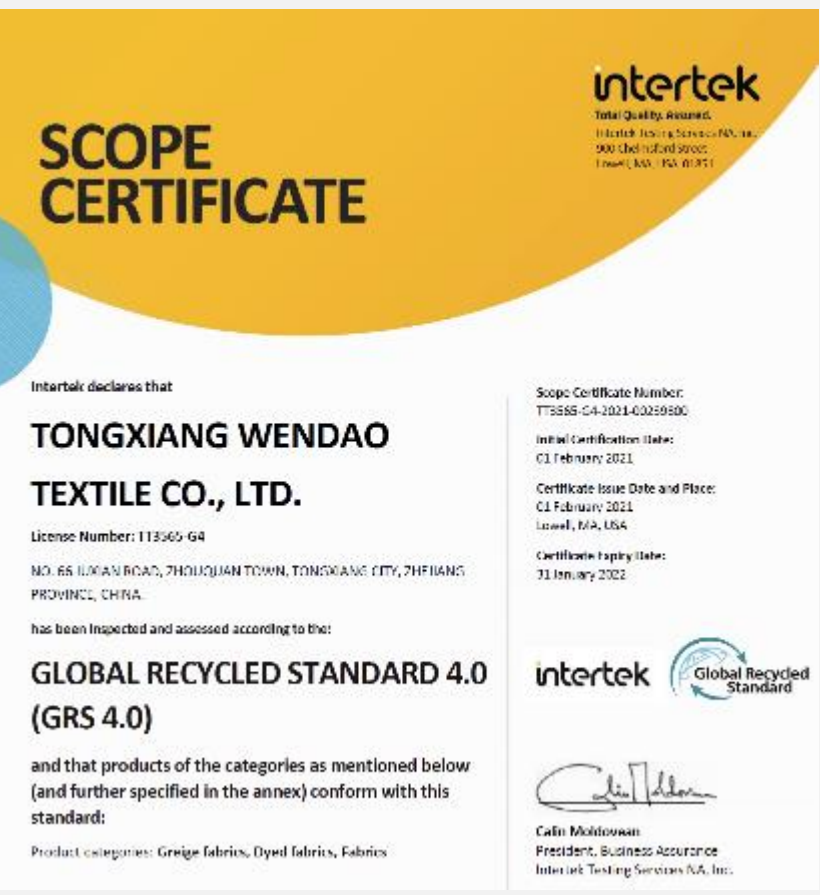 intertek
Total Quality. Assured.
Intertek Testing Services NA, Inc.
900 Chelmsford Street
Lowell, MA, USA 01851
SCOPE
CERTIFICATE
Intertek declares that
TONGXIANG WENDAO
TEXTILE CO., LTD.
License Number: TT3565-G4
NO. 66 JUXIAN ROAD, ZHOUQUAN TOWN, TONGXIANG CITY, ZHEJIANG
PROVINCE, CHINA.
has been inspected and assessed according to the:
GLOBAL RECYCLED STANDARD 4.0
(GRS 4.0)
and that products of the categories as mentioned below
(and further specified in the annex) conform with this
standard:
Product categories: Greige fabrics, Dyed fabrics, Fabrics
Scope Certificate Number:
Initial Certification Date:
01 February 2021
Certificate Issue Date and Place:
01 February 2021
Lowell, MA, USA
Certificate Expiry Date:
31 January 2022
intertek
Global Recycled
Standard
Calin Moldovean
President, Business Assurance
Intertek Testing Services NA, Inc.